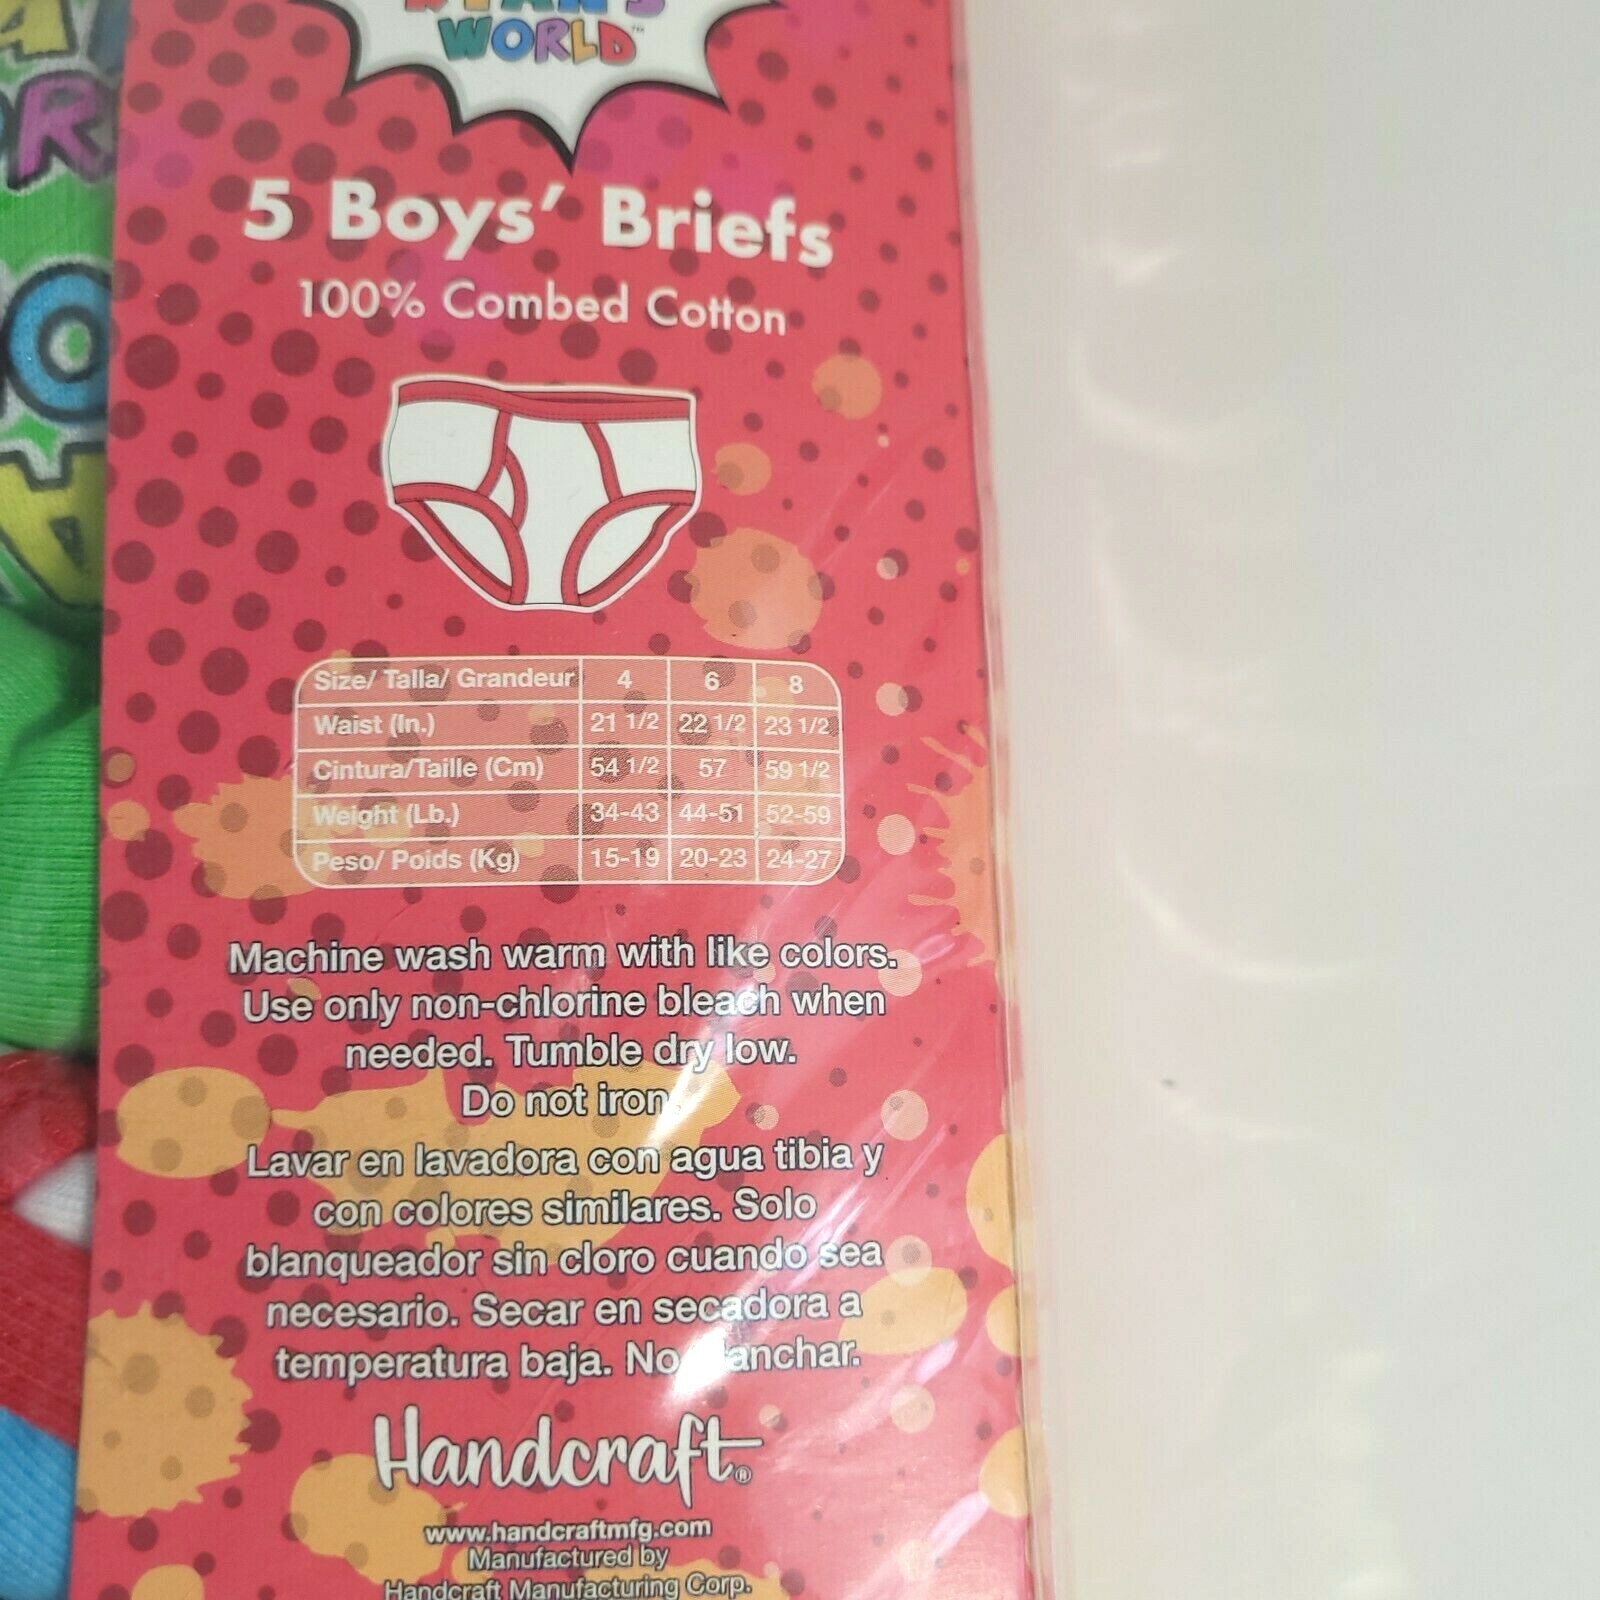 WORLD™
5 Boys' Briefs
100% Combed Cotton
Size/ Talla/ Grandeur 4 6 8
Waist (In.) 21 1/2 22 1/2 23 1/2
Cintura/Taille (Cm) 54 1/2 57 59 1/2
Weight (Lb.) 34-43 44-51 52-59
Peso/ Poids (Kg) 15-19 20-23 24-27
Machine wash warm with like colors.
Use only non-chlorine bleach when
needed. Tumble dry low.
Do not iron.
Lavar en lavadora con agua tibia y
con colores similares. Solo
blanqueador sin cloro cuando sea
necesario. Secar en secadora a
temperatura baja. No
Handcraft®
www.handcraftmfg.com
Manufactured by
Handcraft Manufacturing Corp.